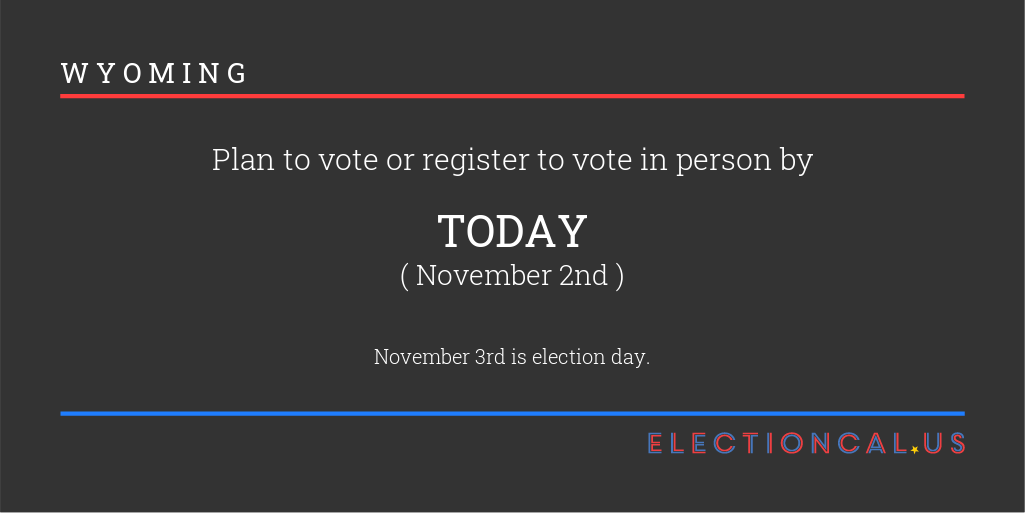 WYOMING
Plan to vote or register to vote in person by
TODAY
( November 2nd )
November 3rd is election day.
ELECTIONCAL.US